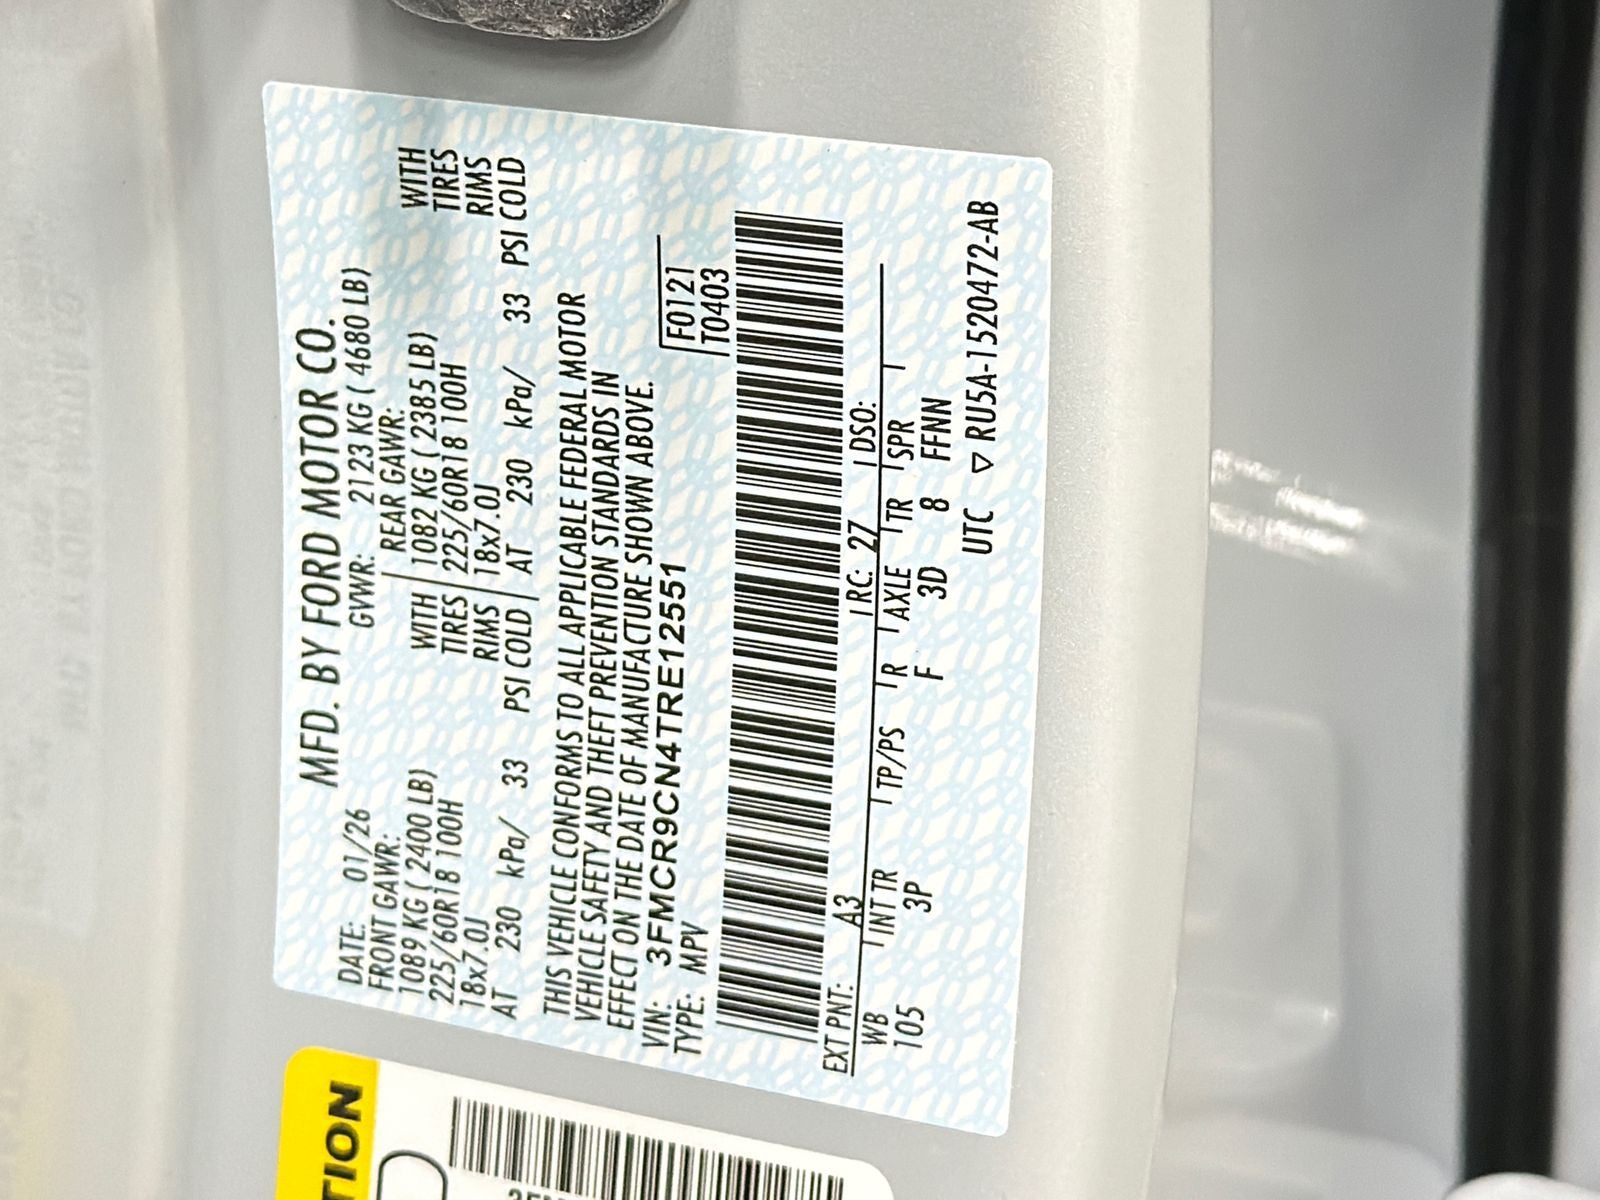 MFD. BY FORD MOTOR CO.
DATE: 01/26 GVWR: 2123 KG ( 4680 LB)
FRONT GAWR: REAR GAWR:
1089 KG ( 2400 LB) WITH 1082 KG ( 2385 LB) WITH
225/60R18 100H TIRES 225/60R18 100H TIRES
18x7.0J RIMS 18x7.0J RIMS
AT 230 kPa/ 33 PSI COLD AT 230 kPa/ 33 PSI COLD
THIS VEHICLE CONFORMS TO ALL APPLICABLE FEDERAL MOTOR
VEHICLE SAFETY AND THEFT PREVENTION STANDARDS IN
EFFECT ON THE DATE OF MANUFACTURE SHOWN ABOVE.
VIN: 3FMCR9CN4TRE12551 F0121
TYPE: MPV T0403
EXT PNT: A3 RC: 27 DSO:
WB INT TR TP/PS R AXLE TR SPR
105 3P F 3D 8 FFNN
UTC ▽ RU5A-1520472-AB